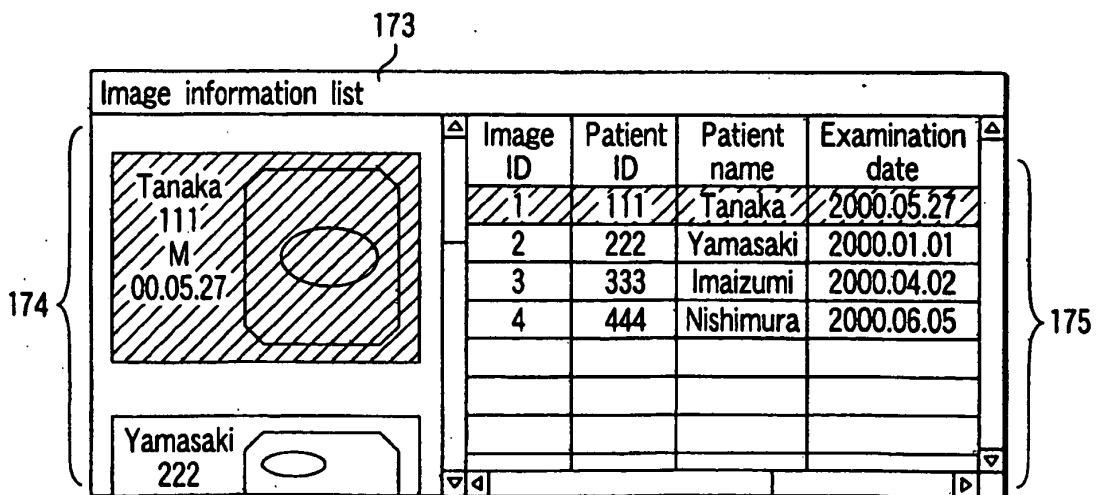 173
Image information list
174
Tanaka
111
M
00.05.27
Yamasaki
222
Image ID Patient ID Patient name Examination date
1 111 Tanaka 2000.05.27
2 222 Yamasaki 2000.01.01
3 333 Imaizumi 2000.04.02
4 444 Nishimura 2000.06.05
175